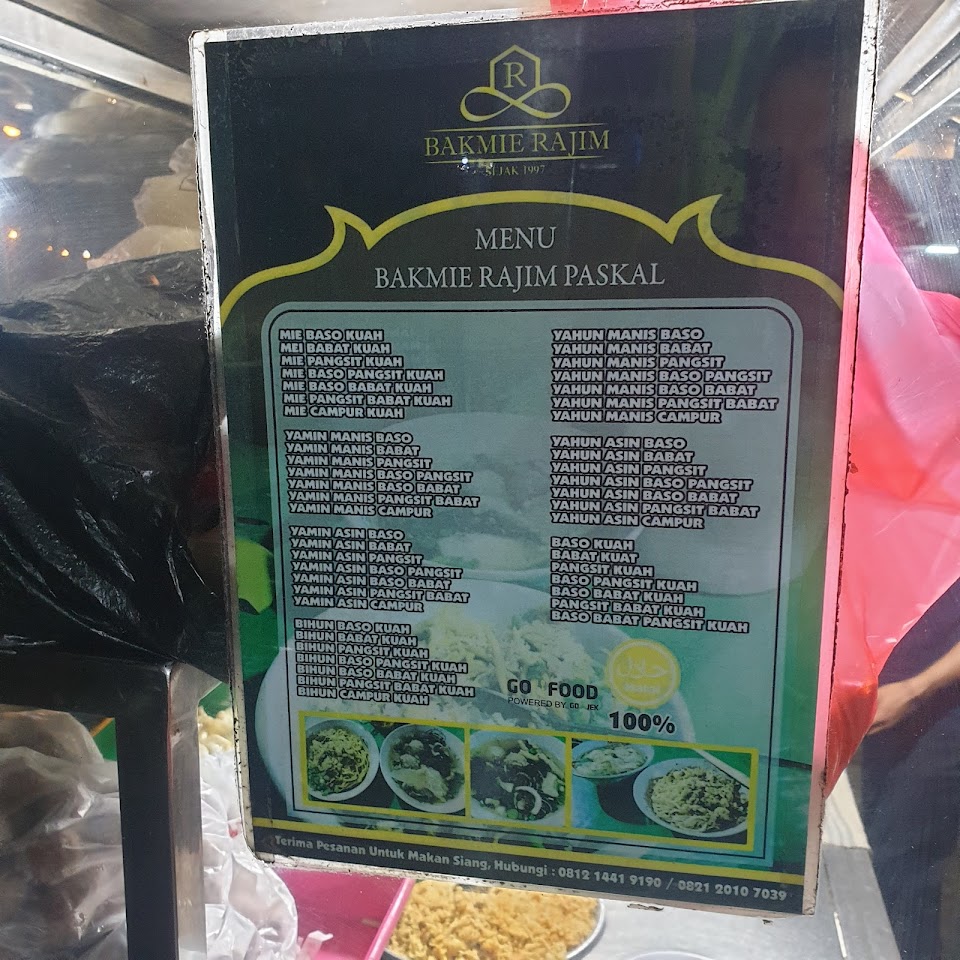 R
BAKMIE RAJIM
SEJAK 1997
MENU
BAKMIE RAJIM PASKAL
MIE BASO KUAH
MEI BABAT KUAH
MIE PANGSIT KUAH
MIE BASO PANGSIT KUAH
MIE BASO BABAT KUAH
MIE PANGSIT BABAT KUAH
MIE CAMPUR KUAH
YAMIN MANIS BASO
YAMIN MANIS BABAT
YAMIN MANIS PANGSIT
YAMIN MANIS BASO PANGSIT
YAMIN MANIS BASO BABAT
YAMIN MANIS PANGSIT BABAT
YAMIN MANIS CAMPUR
YAMIN ASIN BASO
YAMIN ASIN BABAT
YAMIN ASIN PANGSIT
YAMIN ASIN BASO PANGSIT
YAMIN ASIN BASO BABAT
YAMIN ASIN PANGSIT BABAT
YAMIN ASIN CAMPUR
BIHUN BASO KUAH
BIHUN BABAT KUAH
BIHUN PANGSIT KUAH
BIHUN BASO PANGSIT KUAH
BIHUN BASO BABAT KUAH
BIHUN PANGSIT BABAT KUAH
BIHUN CAMPUR KUAH
YAHUN MANIS BASO
YAHUN MANIS BABAT
YAHUN MANIS PANGSIT
YAHUN MANIS BASO PANGSIT
YAHUN MANIS BASO BABAT
YAHUN MANIS PANGSIT BABAT
YAHUN MANIS CAMPUR
YAHUN ASIN BASO
YAHUN ASIN BABAT
YAHUN ASIN PANGSIT
YAHUN ASIN BASO PANGSIT
YAHUN ASIN BASO BABAT
YAHUN ASIN PANGSIT BABAT
YAHUN ASIN CAMPUR
BASO KUAH
BABAT KUAT
PANGSIT KUAH
BASO PANGSIT KUAH
BASO BABAT KUAH
PANGSIT BABAT KUAH
BASO BABAT PANGSIT KUAH
حلال
GO FOOD
POWERED BY GO JEK
100%
Terima Pesanan Untuk Makan Siang, Hubungi : 0812 1441 9190 / 0821 2010 7039